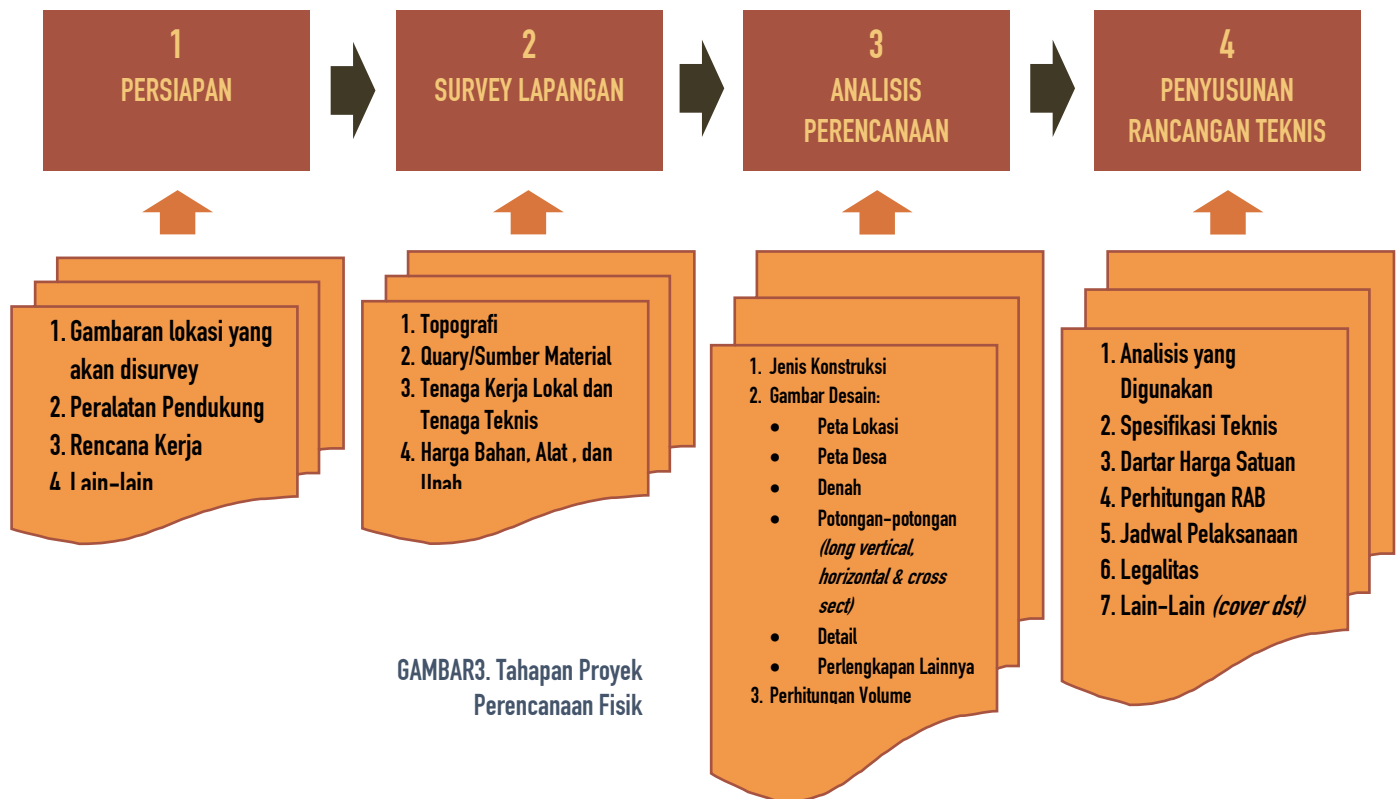 1
PERSIAPAN
2
SURVEY LAPANGAN
3
ANALISIS
PERENCANAAN
4
PENYUSUNAN
RANCANGAN TEKNIS
1. Gambaran lokasi yang
akan disurvey
2. Peralatan Pendukung
3. Rencana Kerja
4. Lain-lain
1. Topografi
2. Quary/Sumber Material
3. Tenaga Kerja Lokal dan
Tenaga Teknis
4. Harga Bahan, Alat , dan
Upah
1. Jenis Konstruksi
2. Gambar Desain:
• Peta Lokasi
• Peta Desa
• Denah
• Potongan-potongan
(long vertical,
horizontal & cross
sect)
• Detail
• Perlengkapan Lainnya
3. Perhitungan Volume
1. Analisis yang
Digunakan
2. Spesifikasi Teknis
3. Dartar Harga Satuan
4. Perhitungan RAB
5. Jadwal Pelaksanaan
6. Legalitas
7. Lain-Lain (cover dst)
GAMBAR3. Tahapan Proyek
Perencanaan Fisik